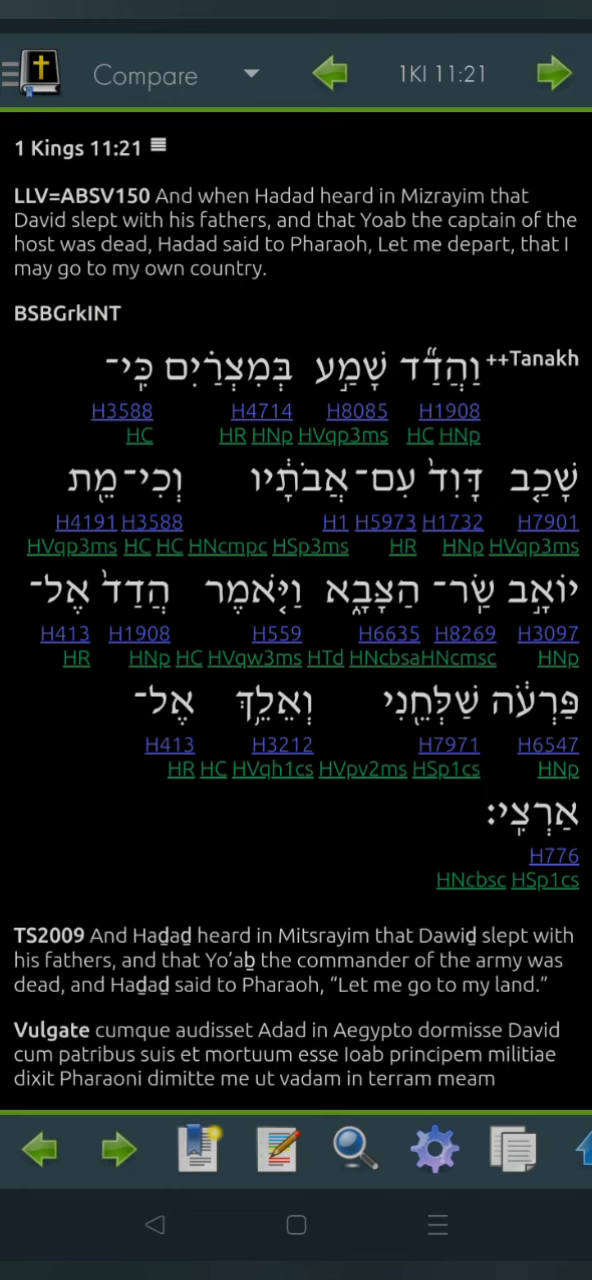 Compare
1KI 11:21
1 Kings 11:21
LLV=ABSV150 And when Hadad heard in Mizrayim that
David slept with his fathers, and that Yoab the captain of the
host was dead, Hadad said to Pharaoh, Let me depart, that I
may go to my own country.
BSBGrkINT
++Tanakh וַהֲדַ֞ד שָׁמַ֣ע בְּמִצְרַ֗יִם כִּֽי־
H3588 H4714 H8085 H1908
HC HR HNp HVqp3ms HC HNp
שָׁכַ֤ב דָּוִד֙ עִם־אֲבֹתָ֔יו וְכִי־מֵ֖ת
H4191 H3588 H1 H5973 H1732 H7901
HVqp3ms HC HC HNcmpc HSp3ms HR HNp HVqp3ms
יוֹאָ֣ב שַֽׂר־ הַצָּבָ֑א וַיֹּ֤אמֶר הֲדַד֙ אֶל־
H413 H1908 H559 H6635 H8269 H3097
HR HNp HC HVqw3ms HTd HNcbsaHNcmsc HNp
פַּרְעֹ֔ה שַׁלְּחֵ֖נִי וְאֵלֵ֥ךְ אֶל־
H413 H3212 H7971 H6547
HR HC HVqh1cs HVpv2ms HSp1cs HNp
אַרְצִֽי׃
H776
HNcbsc HSp1cs
TS2009 And Haḏaḏ heard in Mitsrayim that Dawiḏ slept with
his fathers, and that Yo’aḇ the commander of the army was
dead, and Haḏaḏ said to Pharaoh, “Let me go to my land.”
Vulgate cumque audisset Adad in Aegypto dormisse David
cum patribus suis et mortuum esse Ioab principem militiae
dixit Pharaoni dimitte me ut vadam in terram meam